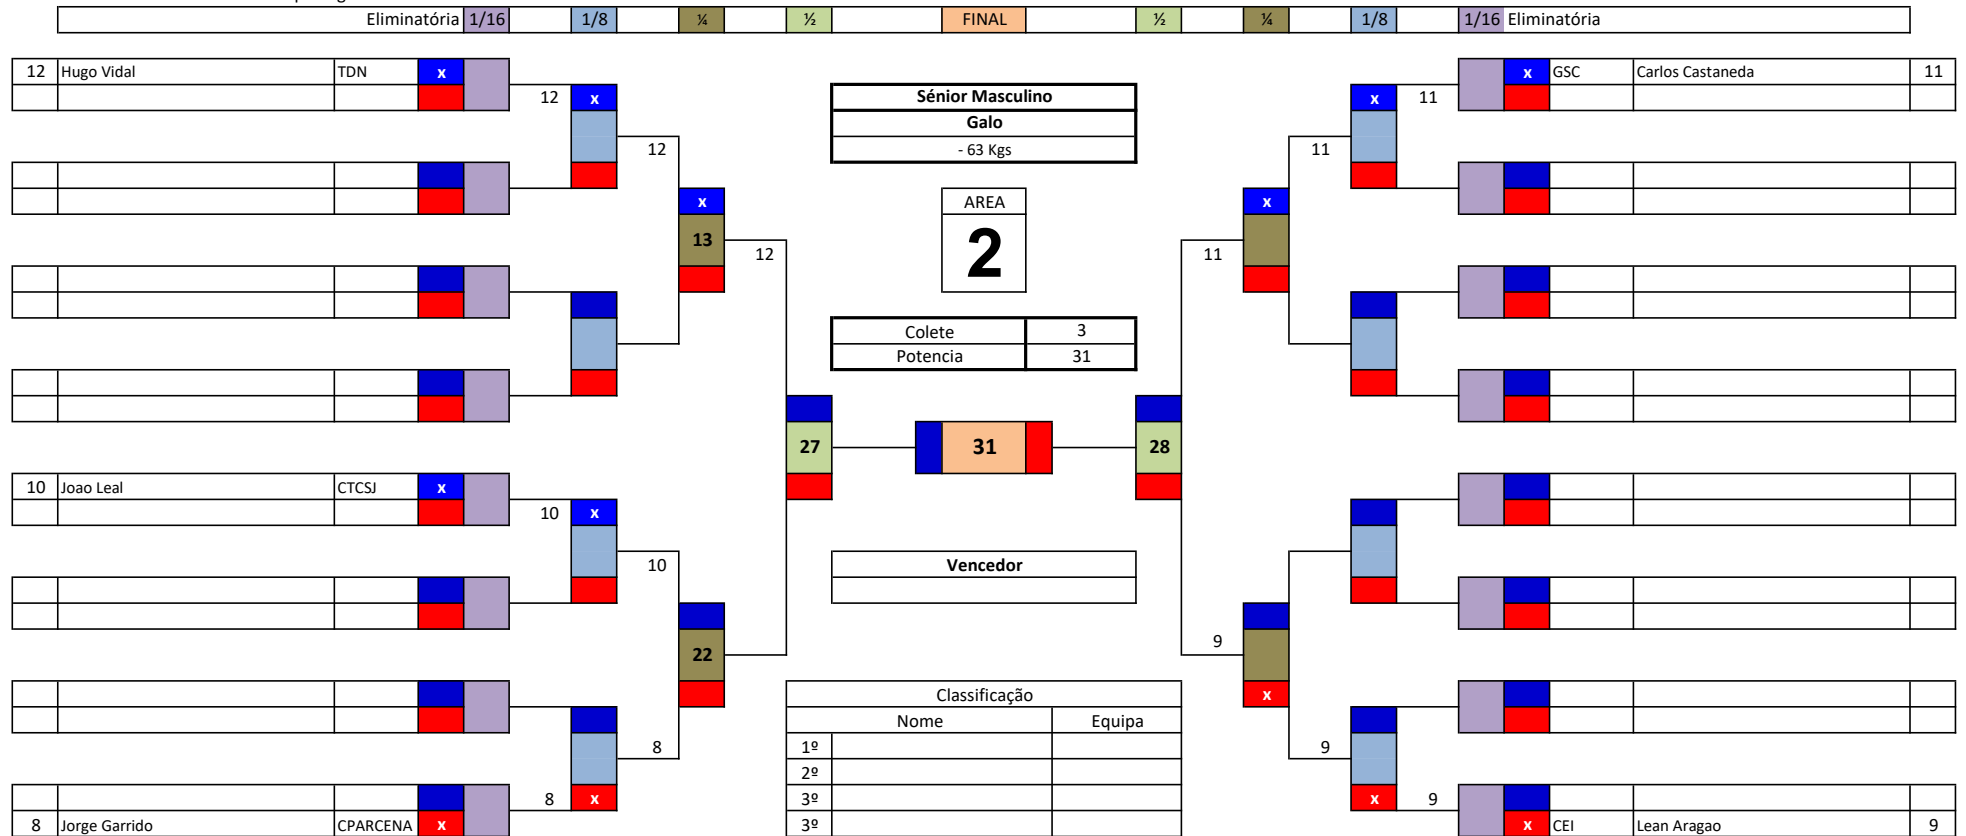 Eliminatória 1/16 1/8 ¼ ½ FINAL ½ ¼ 1/8 1/16 Eliminatória
12 Hugo Vidal TDN x x GSC Carlos Castaneda 11
12 x Sénior Masculino x 11
Galo
12 - 63 Kgs 11
x AREA x
13 2
12 11
Colete 3
Potencia 31
27 31 28
10 Joao Leal CTCSJ x
10 x
10 Vencedor
22 9
Classificação x
Nome Equipa
8 1º 9
2º
8 x 3º x 9
8 Jorge Garrido CPARCENA x 3º x CEI Lean Aragao 9